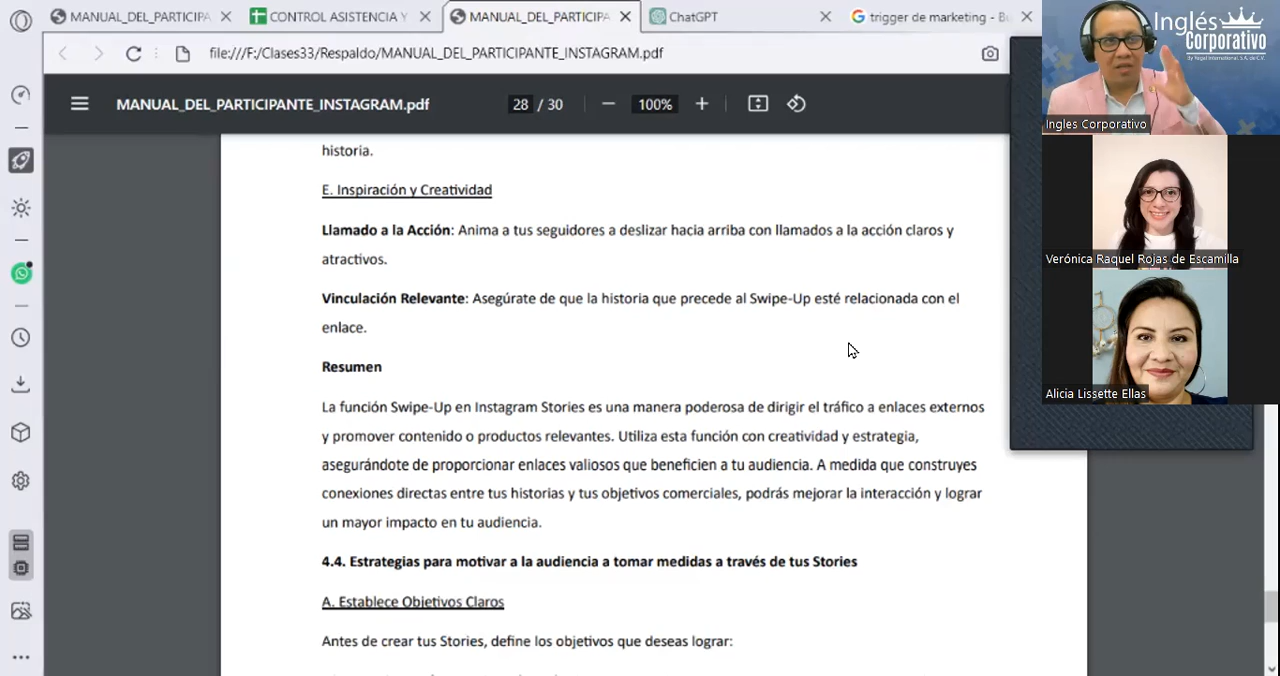 MANUAL_DEL_PARTICIPA
CONTROL ASISTENCIA Y
MANUAL_DEL_PARTICIPA
ChatGPT
trigger de marketing - Bu
file:///F:/Clases33/Respaldo/MANUAL_DEL_PARTICIPANTE_INSTAGRAM.pdf
MANUAL_DEL_PARTICIPANTE_INSTAGRAM.pdf
28 / 30
100%
historia.
E. Inspiración y Creatividad
Llamado a la Acción: Anima a tus seguidores a deslizar hacia arriba con llamados a la acción claros y
atractivos.
Vinculación Relevante: Asegúrate de que la historia que precede al Swipe-Up esté relacionada con el
enlace.
Resumen
La función Swipe-Up en Instagram Stories es una manera poderosa de dirigir el tráfico a enlaces externos
y promover contenido o productos relevantes. Utiliza esta función con creatividad y estrategia,
asegurándote de proporcionar enlaces valiosos que beneficien a tu audiencia. A medida que construyes
conexiones directas entre tus historias y tus objetivos comerciales, podrás mejorar la interacción y lograr
un mayor impacto en tu audiencia.
4.4. Estrategias para motivar a la audiencia a tomar medidas a través de tus Stories
A. Establece Objetivos Claros
Antes de crear tus Stories, define los objetivos que deseas lograr:
Inglés
Corporativo
By Regal International, S.A. de C.V.
Ingles Corporativo
Verónica Raquel Rojas de Escamilla
Alicia Lissette Ellas